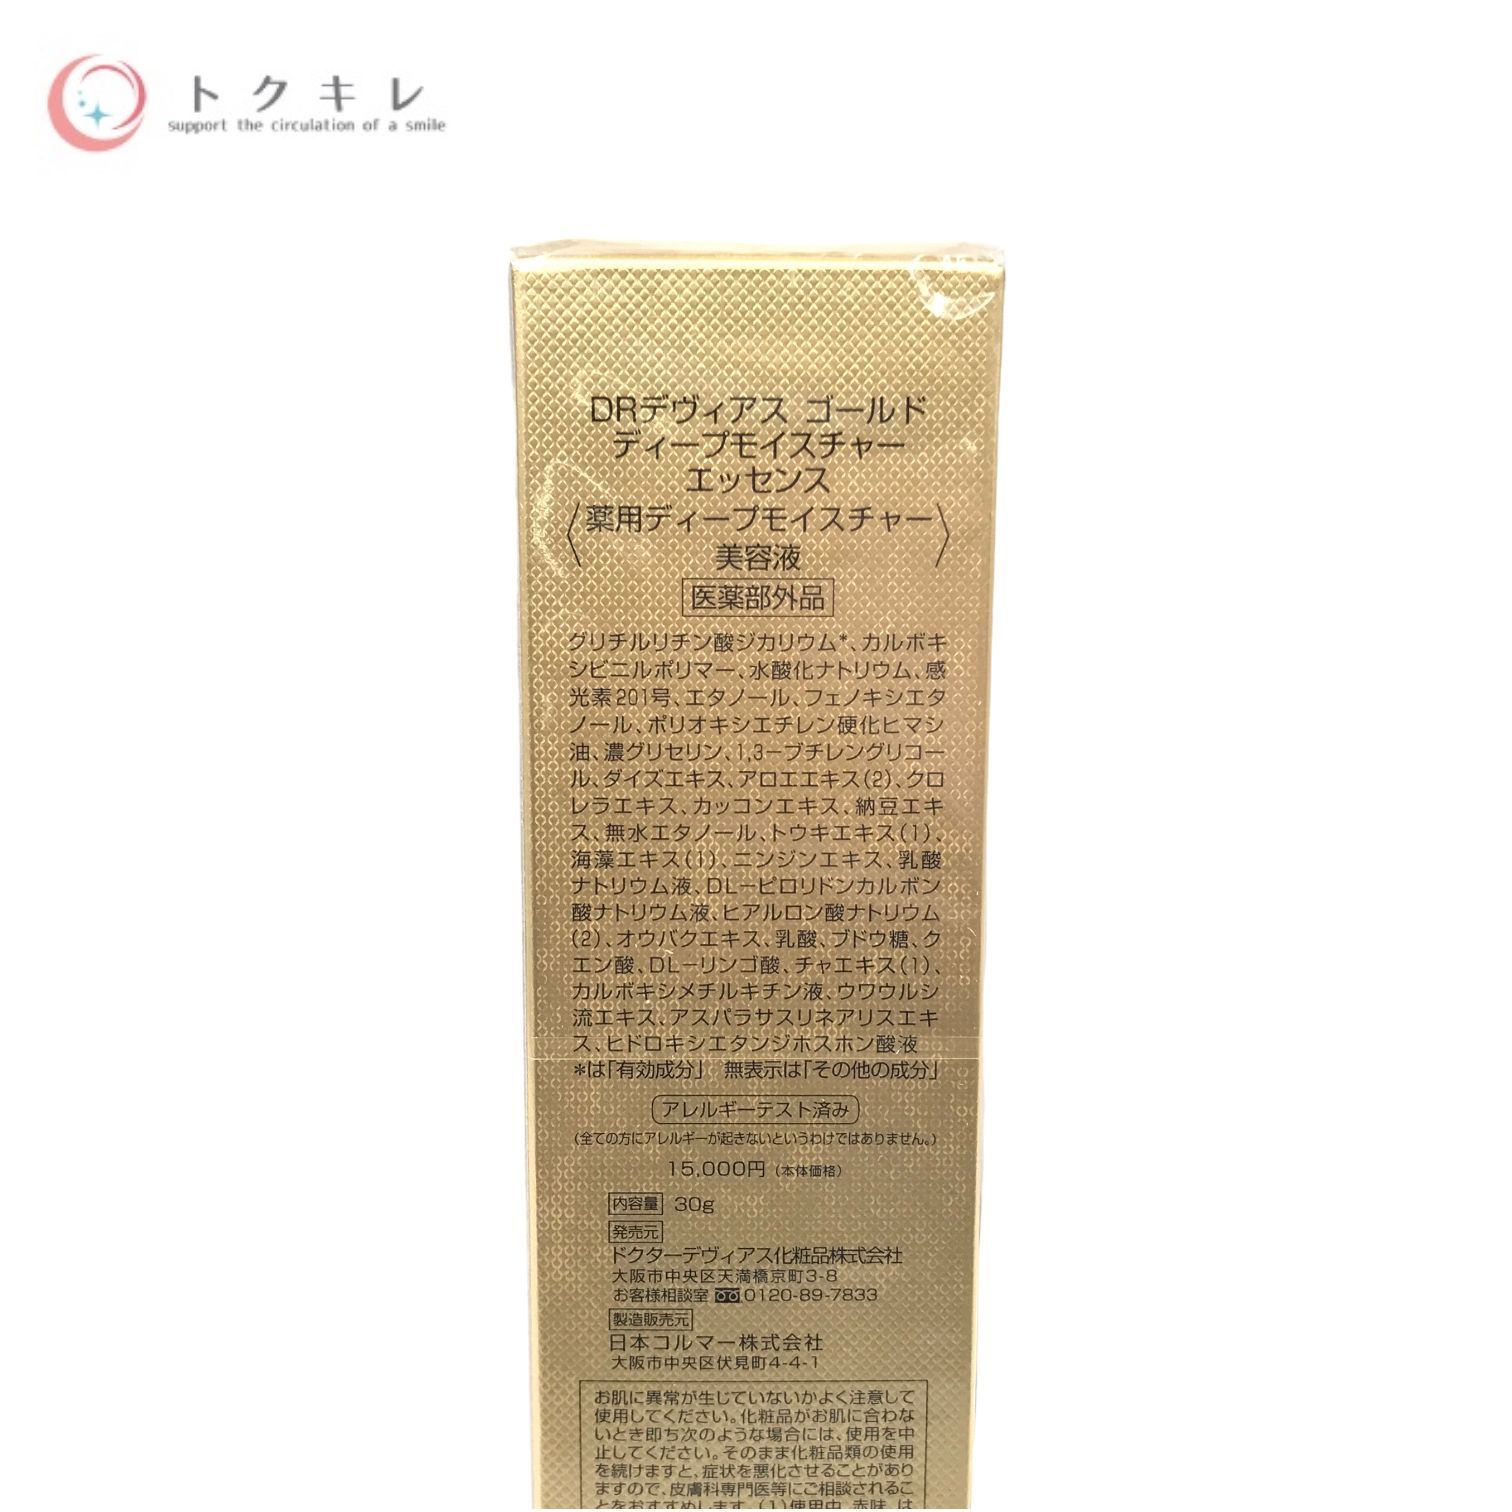 トクキレ
support the circulation of a smile
DRデヴィアス ゴールド
ディープモイスチャー
エッセンス
〈薬用ディープモイスチャー
美容液〉
医薬部外品
グリチルリチン酸ジカリウム*、カルボキ
シビニルポリマー、水酸化ナトリウム、感
光素201号、エタノール、フェノキシエタ
ノール、ポリオキシエチレン硬化ヒマシ
油、濃グリセリン、1,3−ブチレングリコー
ル、ダイズエキス、アロエエキス(2)、クロ
レラエキス、カッコンエキス、納豆エキ
ス、無水エタノール、トウキエキス(1)、
海藻エキス(1)、ニンジンエキス、乳酸
ナトリウム液、DL−ピロリドンカルボン
酸ナトリウム液、ヒアルロン酸ナトリウム
(2)、オウバクエキス、乳酸、ブドウ糖、ク
エン酸、DL−リンゴ酸、チャエキス(1)、
カルボキシメチルキチン液、ウワウルシ
流エキス、アスパラサスリネアリスエキ
ス、ヒドロキシエタンジホスホン酸液
*は「有効成分」 無表示は「その他の成分」
アレルギーテスト済み
(全ての方にアレルギーが起きないというわけではありません。)
15,000円(本体価格)
内容量 30g
発売元
ドクターデヴィアス化粧品株式会社
大阪市中央区天満橋京町3-8
お客様相談室 0120-89-7833
製造販売元
日本コルマー株式会社
大阪市中央区伏見町4-4-1
お肌に異常が生じていないかよく注意して
使用してください。化粧品がお肌に合わな
いとき即ち次のような場合には、使用を中
止してください。そのまま化粧品類の使用
を続けますと、症状を悪化させることがあり
ますので、皮膚科専門医等にご相談されるこ
とをおすすめします。(1)使用中、赤味、は